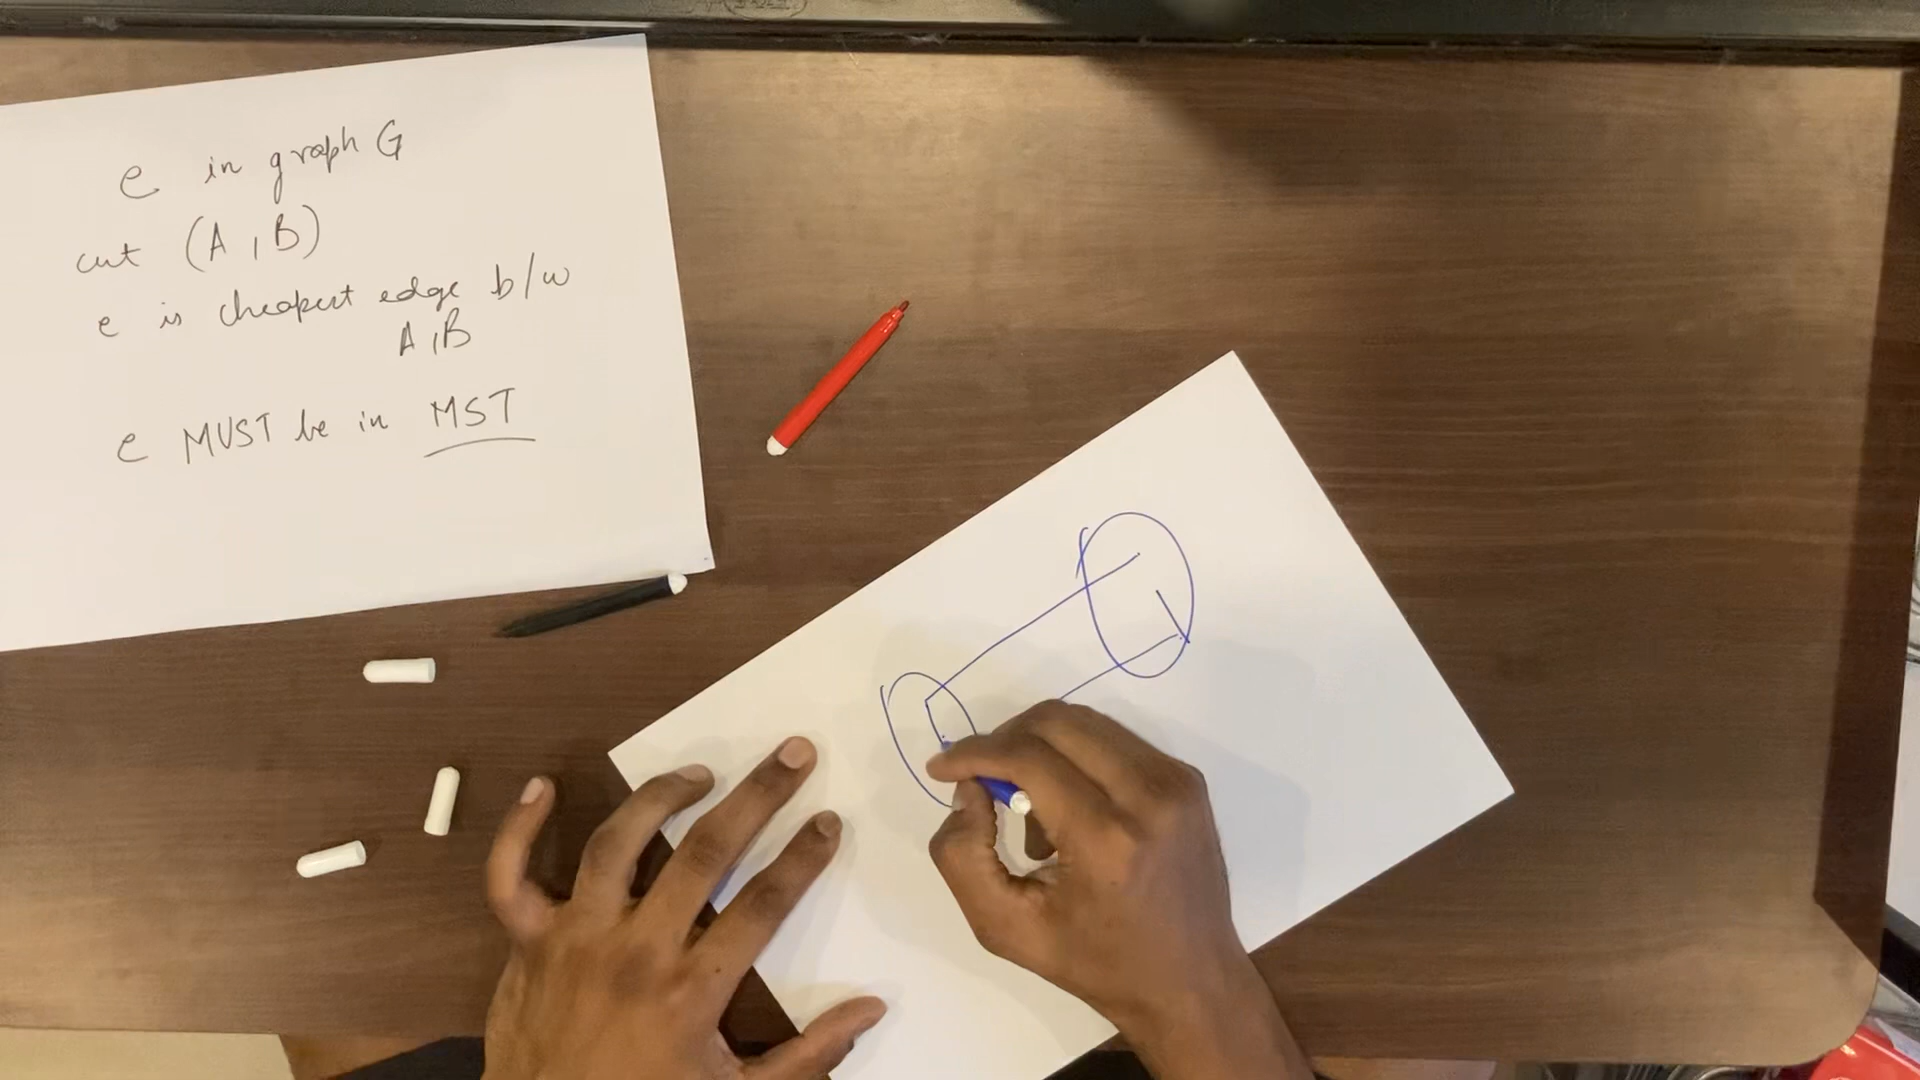 e in graph G
cut (A, B)
e is cheapest edge b/w
A, B
e MUST be in MST